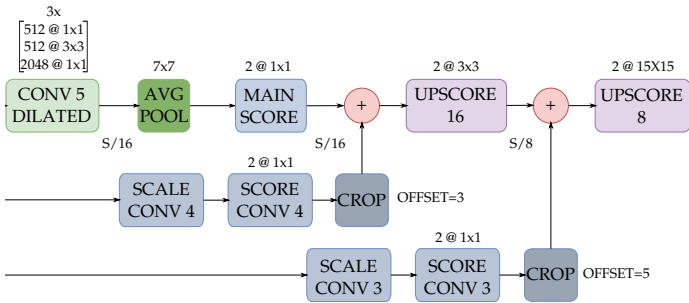 3x
512 @ 1x1
512 @ 3x3
2048 @ 1x1
7x7
2 @ 1x1
2 @ 3x3
2 @ 15X15
CONV 5
DILATED
AVG
POOL
MAIN
SCORE
+
UPSCORE
16
+
UPSCORE
8
S/16
S/16
S/8
2 @ 1x1
SCALE
CONV 4
SCORE
CONV 4
CROP
OFFSET=3
2 @ 1x1
SCALE
CONV 3
SCORE
CONV 3
CROP
OFFSET=5